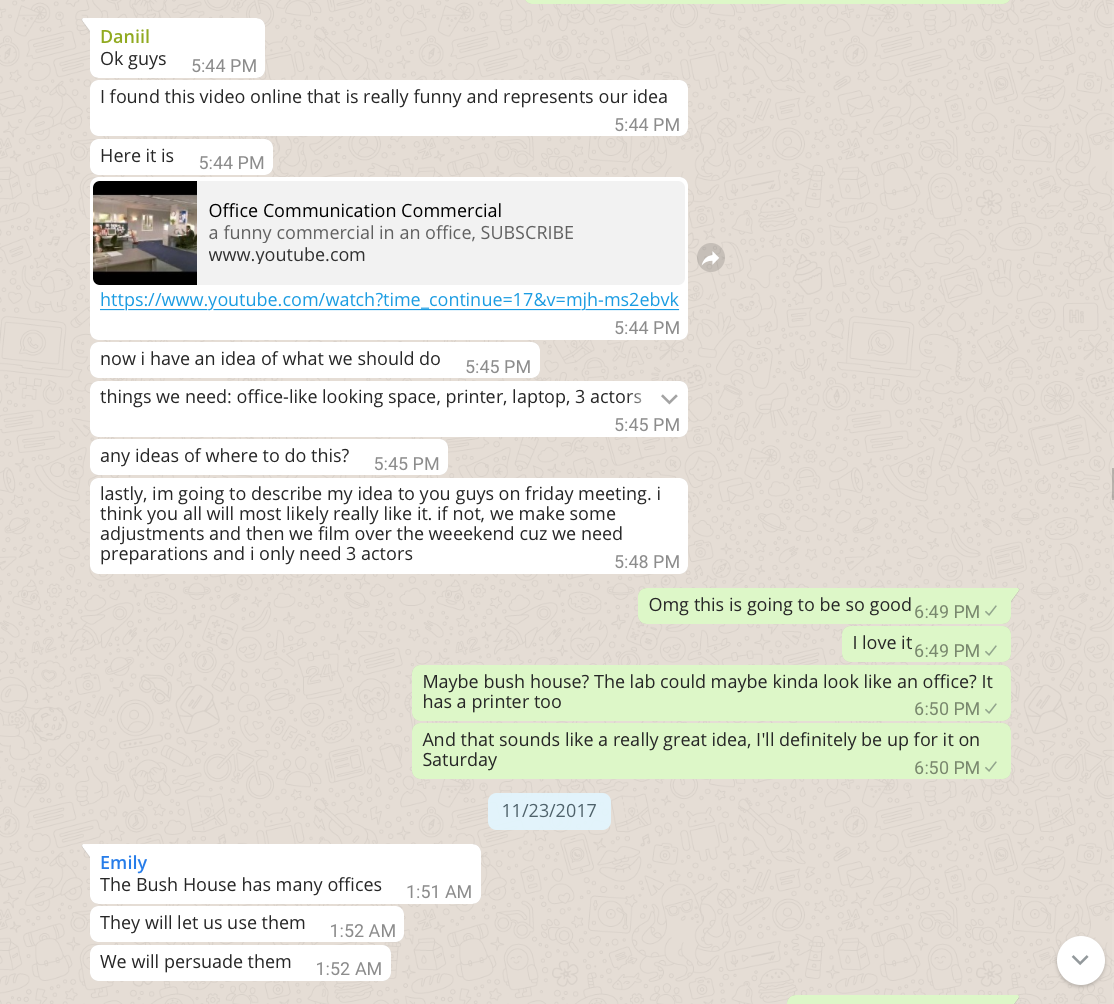 Daniil
Ok guys
5:44 PM
I found this video online that is really funny and represents our idea
5:44 PM
Here it is
5:44 PM
Office Communication Commercial
a funny commercial in an office, SUBSCRIBE
www.youtube.com
https://www.youtube.com/watch?time_continue=17&v=mjh-ms2ebvk
5:44 PM
now i have an idea of what we should do
5:45 PM
things we need: office-like looking space, printer, laptop, 3 actors
5:45 PM
any ideas of where to do this?
5:45 PM
lastly, im going to describe my idea to you guys on friday meeting. i
think you all will most likely really like it. if not, we make some
adjustments and then we film over the weeekend cuz we need
preparations and i only need 3 actors
5:48 PM
Omg this is going to be so good
6:49 PM
I love it
6:49 PM
Maybe bush house? The lab could maybe kinda look like an office? It
has a printer too
6:50 PM
And that sounds like a really great idea, I'll definitely be up for it on
Saturday
6:50 PM
11/23/2017
Emily
The Bush House has many offices
1:51 AM
They will let us use them
1:52 AM
We will persuade them
1:52 AM